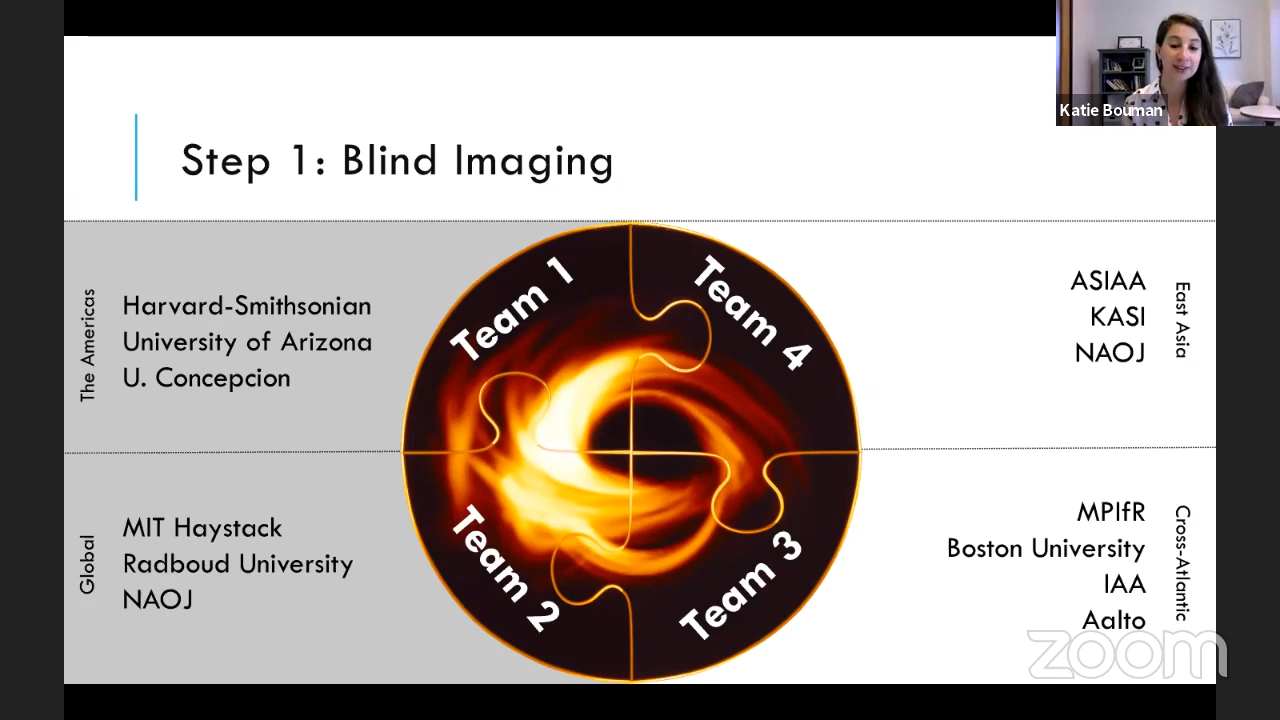 Katie Bouman
Step 1: Blind Imaging
The Americas
Harvard-Smithsonian
University of Arizona
U. Concepcion
Team 1
Team 4
ASIAA
KASI
NAOJ
East Asia
Global
MIT Haystack
Radboud University
NAOJ
Team 2
Team 3
MPIfR
Boston University
IAA
Aalto
Cross-Atlantic
zoom